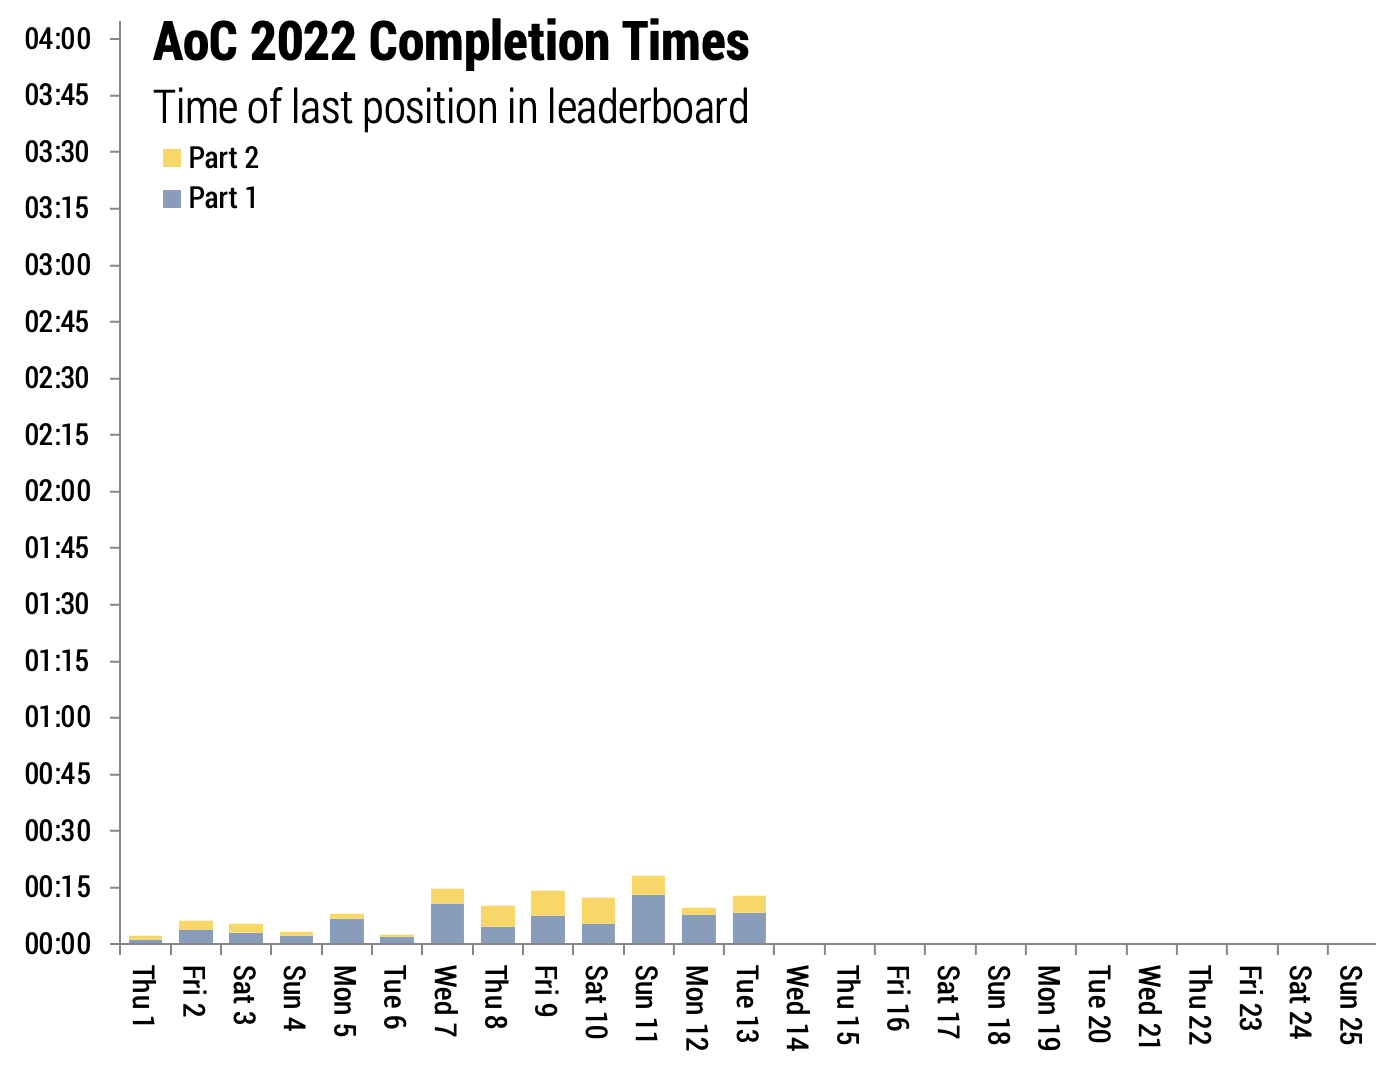 AoC 2022 Completion Times
Time of last position in leaderboard
Part 2
Part 1
04:00
03:45
03:30
03:15
03:00
02:45
02:30
02:15
02:00
01:45
01:30
01:15
01:00
00:45
00:30
00:15
00:00
Thu 1
Fri 2
Sat 3
Sun 4
Mon 5
Tue 6
Wed 7
Thu 8
Fri 9
Sat 10
Sun 11
Mon 12
Tue 13
Wed 14
Thu 15
Fri 16
Sat 17
Sun 18
Mon 19
Tue 20
Wed 21
Thu 22
Fri 23
Sat 24
Sun 25